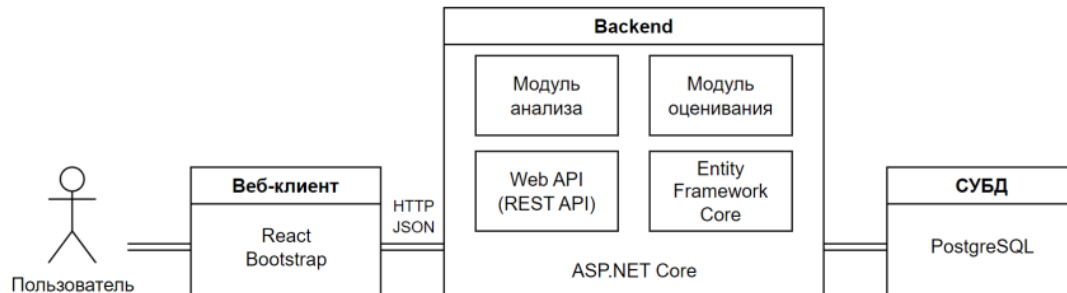 Backend
Модуль
анализа
Модуль
оценивания
Web API
(REST API)
Entity
Framework
Core
ASP.NET Core
Веб-клиент
React
Bootstrap
HTTP
JSON
СУБД
PostgreSQL
Пользователь